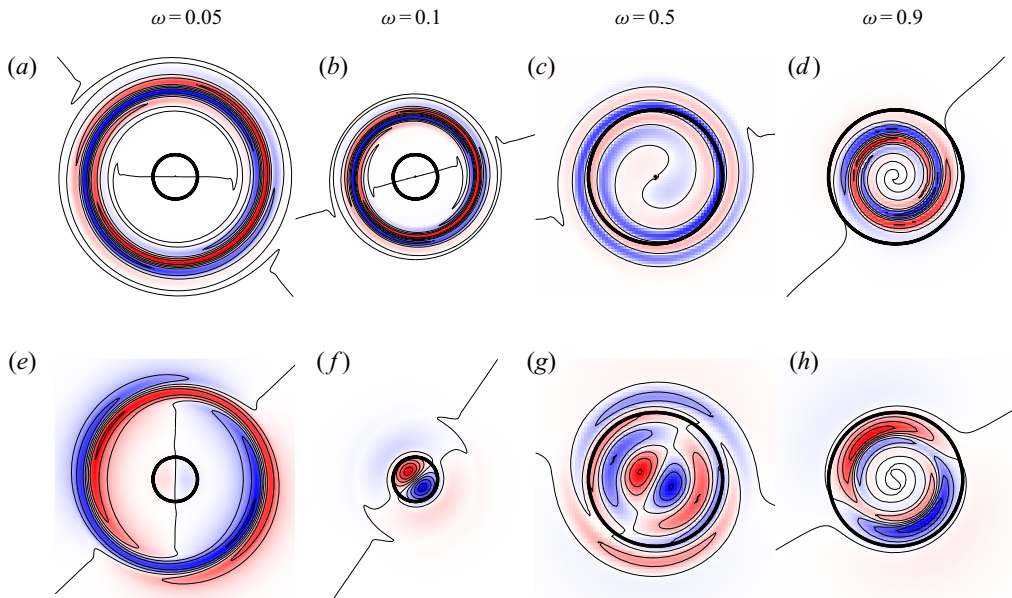 ω = 0.05 ω = 0.1 ω = 0.5 ω = 0.9
(a) (b) (c) (d)
(e) (f) (g) (h)